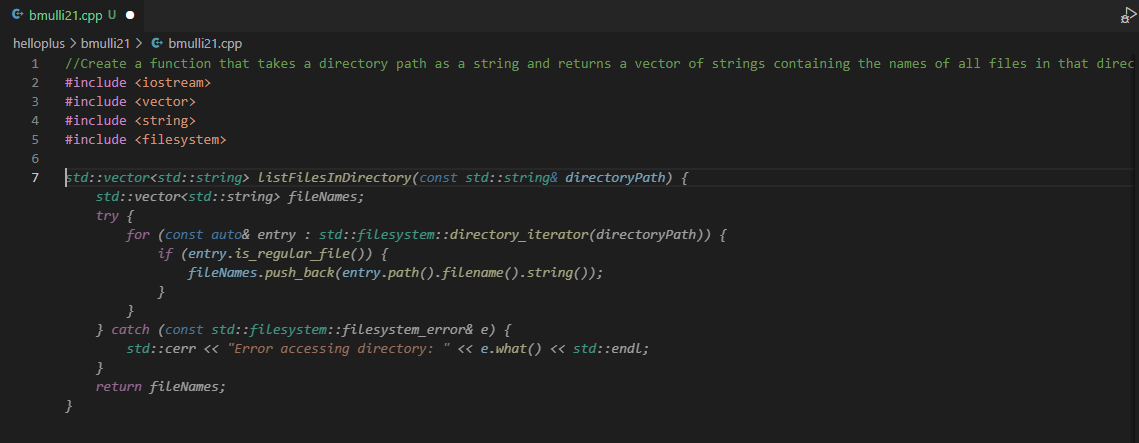 bmulli21.cpp U
helloplus > bmulli21 > bmulli21.cpp
1 //Create a function that takes a directory path as a string and returns a vector of strings containing the names of all files in that direc
2 #include <iostream>
3 #include <vector>
4 #include <string>
5 #include <filesystem>
6
7 std::vector<std::string> listFilesInDirectory(const std::string& directoryPath) {
std::vector<std::string> fileNames;
try {
for (const auto& entry : std::filesystem::directory_iterator(directoryPath)) {
if (entry.is_regular_file()) {
fileNames.push_back(entry.path().filename().string());
}
}
} catch (const std::filesystem::filesystem_error& e) {
std::cerr << "Error accessing directory: " << e.what() << std::endl;
}
return fileNames;
}